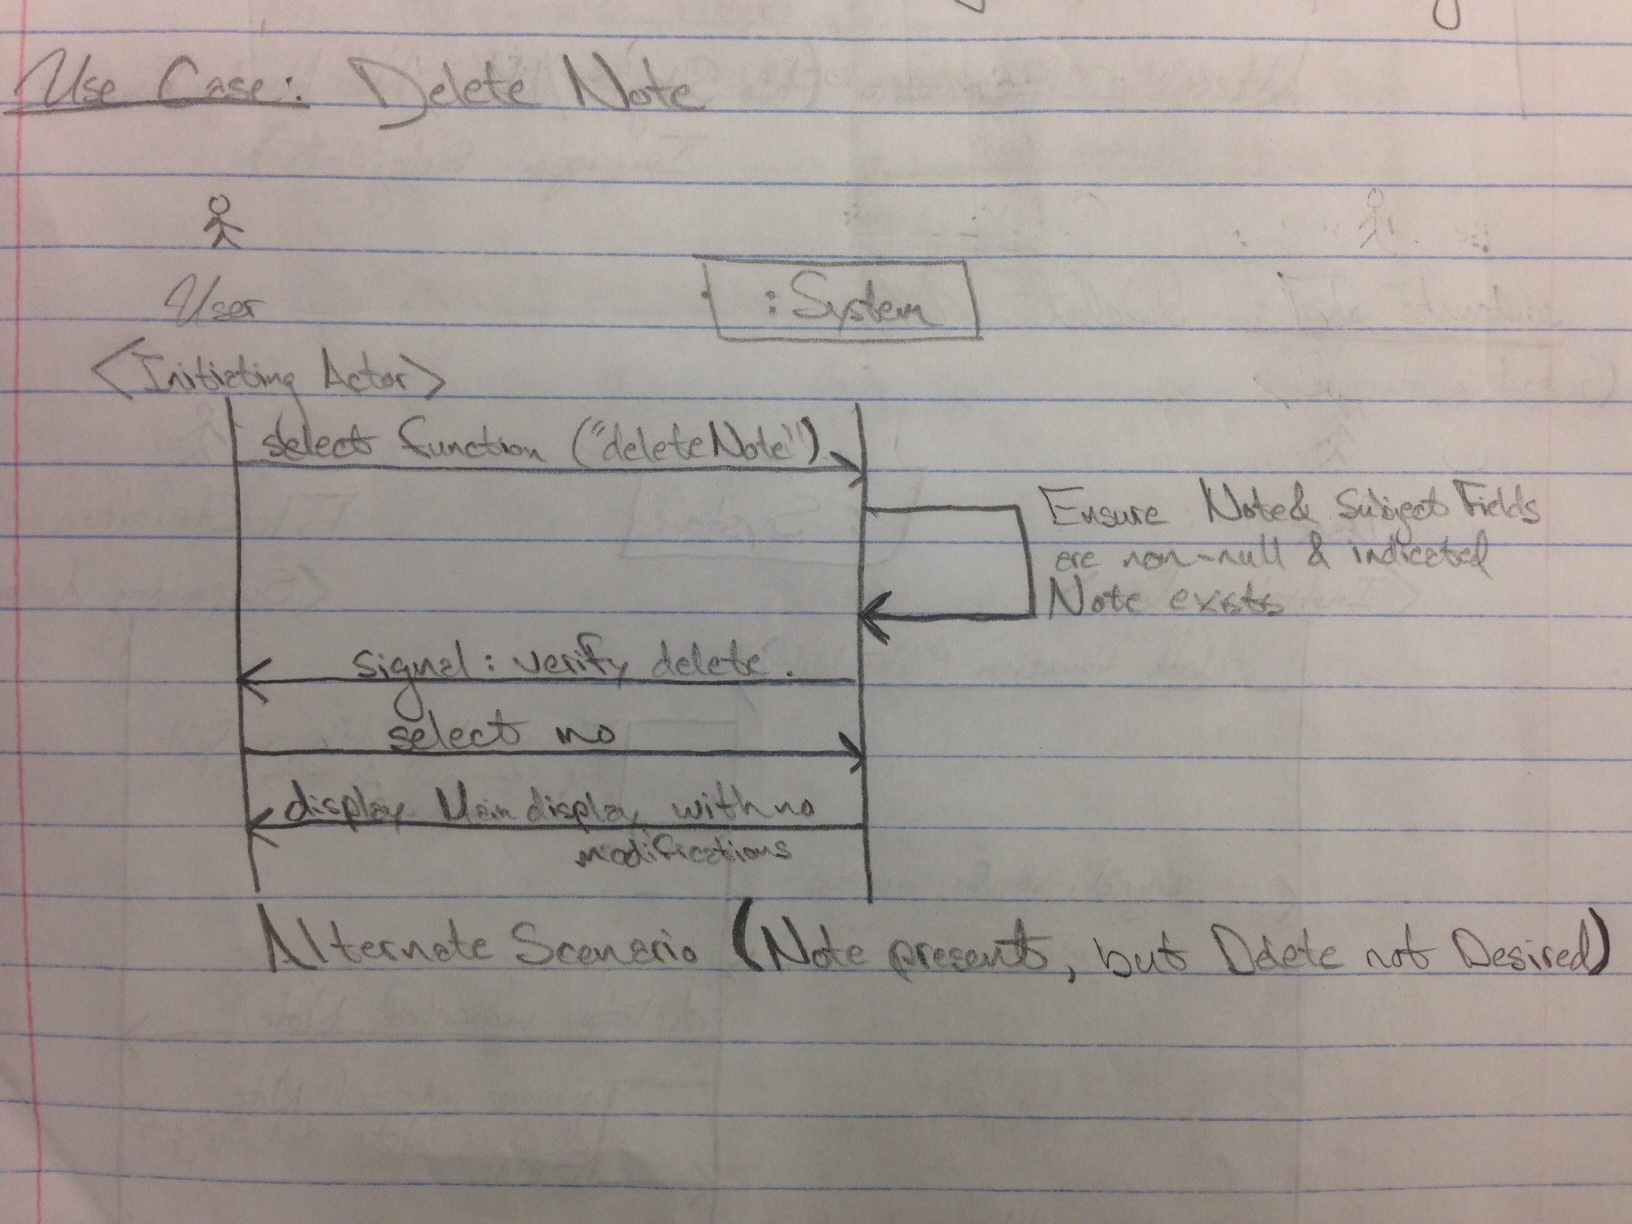 Use Case: Delete Note
User
:System
<Initiating Actor>
select function ("deleteNote")
Ensure Note & Subject Fields
are non-null & indicated
Note exists
signal: verify delete.
select no
display Main display with no
modifications
Alternate Scenario (Note present, but Delete not Desired)